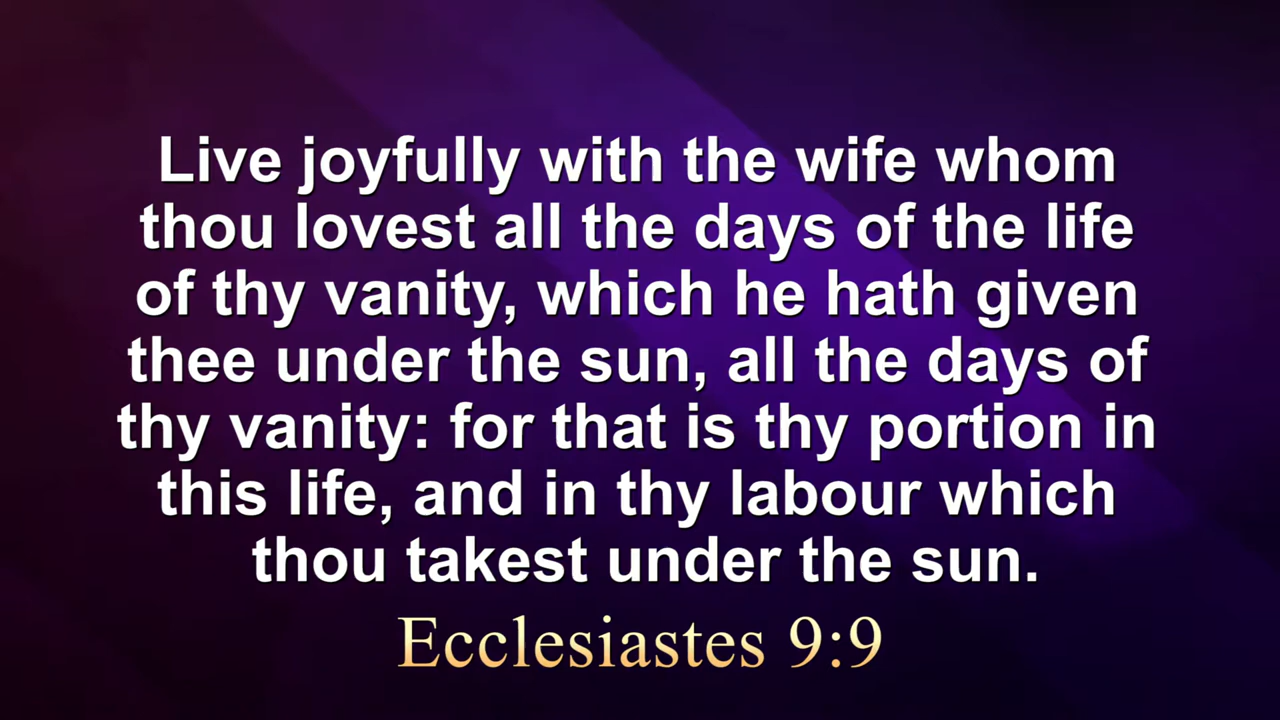 Live joyfully with the wife whom
thou lovest all the days of the life
of thy vanity, which he hath given
thee under the sun, all the days of
thy vanity: for that is thy portion in
this life, and in thy labour which
thou takest under the sun.
Ecclesiastes 9:9